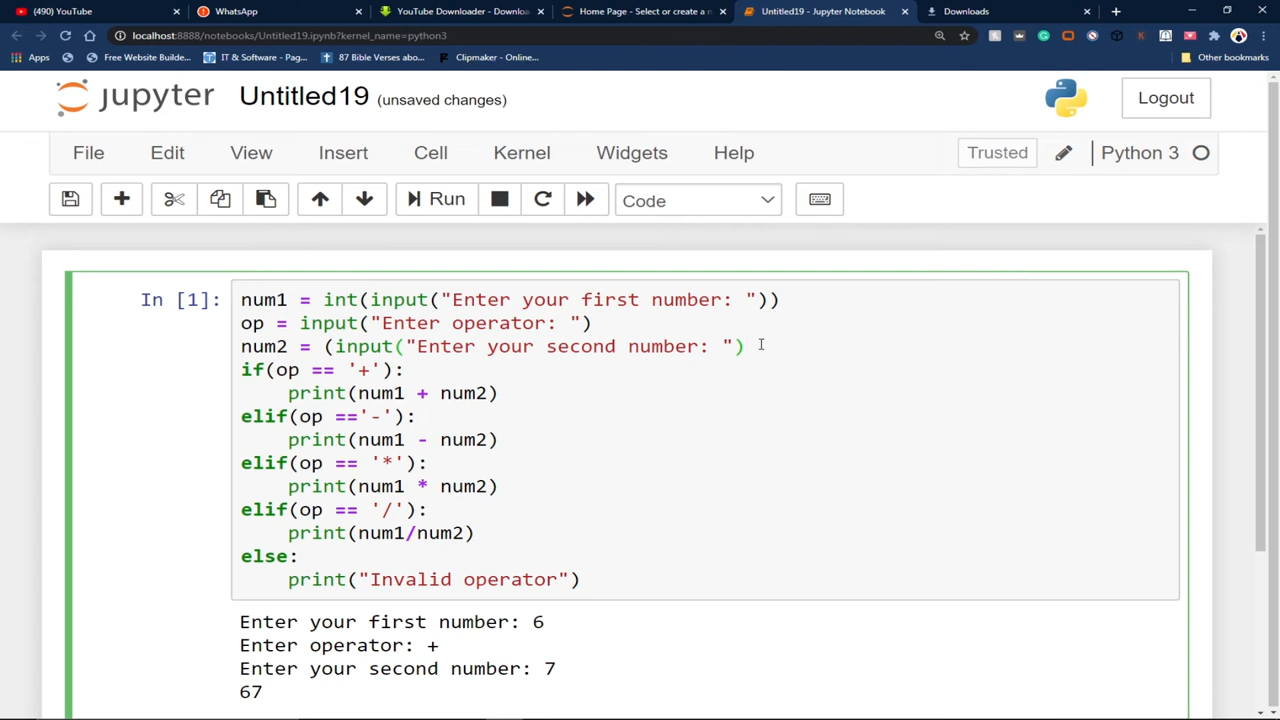 (490) YouTube
WhatsApp
YouTube Downloader - Downloa
Home Page - Select or create a n
Untitled19 - Jupyter Notebook
Downloads
localhost:8888/notebooks/Untitled19.ipynb?kernel_name=python3
Apps
Free Website Builde...
IT & Software - Pag...
87 Bible Verses abo...
Clipmaker - Online...
Other bookmarks
jupyter Untitled19 (unsaved changes)
Logout
File Edit View Insert Cell Kernel Widgets Help
Trusted
Python 3
Run
Code
In [1]:
num1 = int(input("Enter your first number: "))
op = input("Enter operator: ")
num2 = (input("Enter your second number: ")
if(op == '+'):
    print(num1 + num2)
elif(op =='-'):
    print(num1 - num2)
elif(op == '*'):
    print(num1 * num2)
elif(op == '/'):
    print(num1/num2)
else:
    print("Invalid operator")
Enter your first number: 6
Enter operator: +
Enter your second number: 7
67